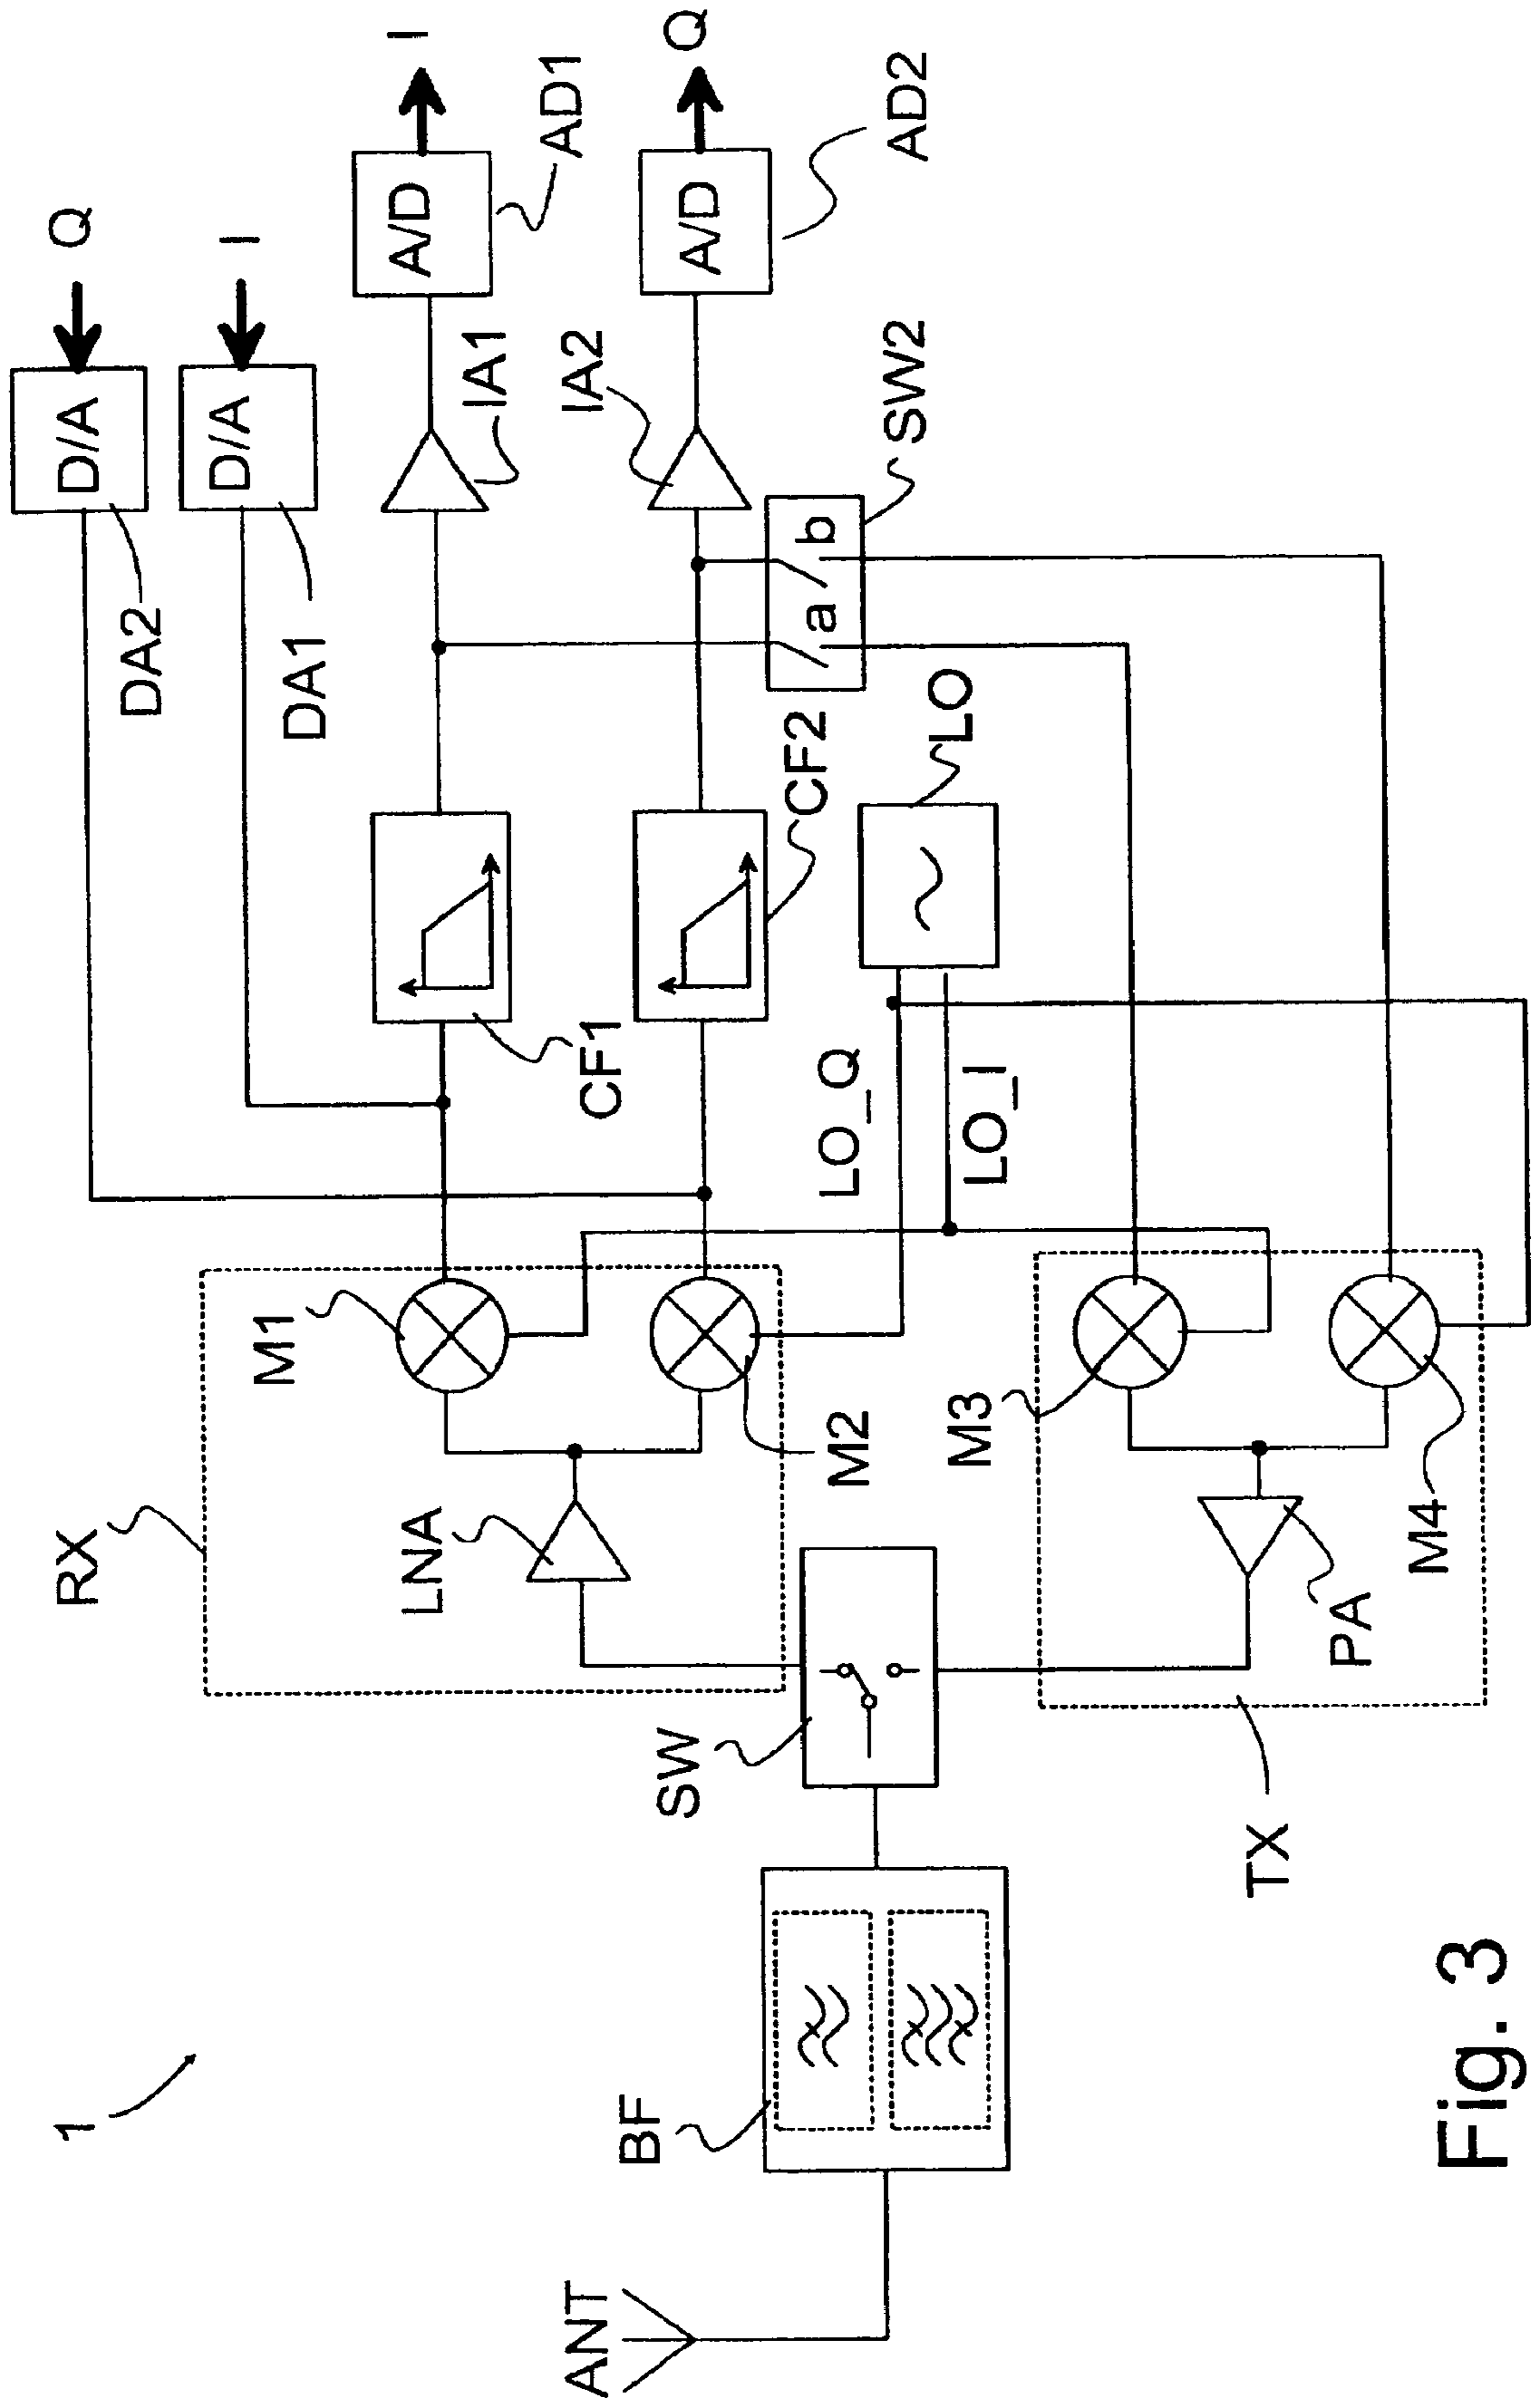 1
Q
D/A
DA2
I
D/A
DA1
I
A/D
AD1
IA1
CF1
Q
A/D
AD2
IA2
CF2
SW2
a
b
LO
LO_Q
LO_I
RX
M1
M2
LNA
SW
BF
ANT
M3
M4
PA
TX
Fig. 3